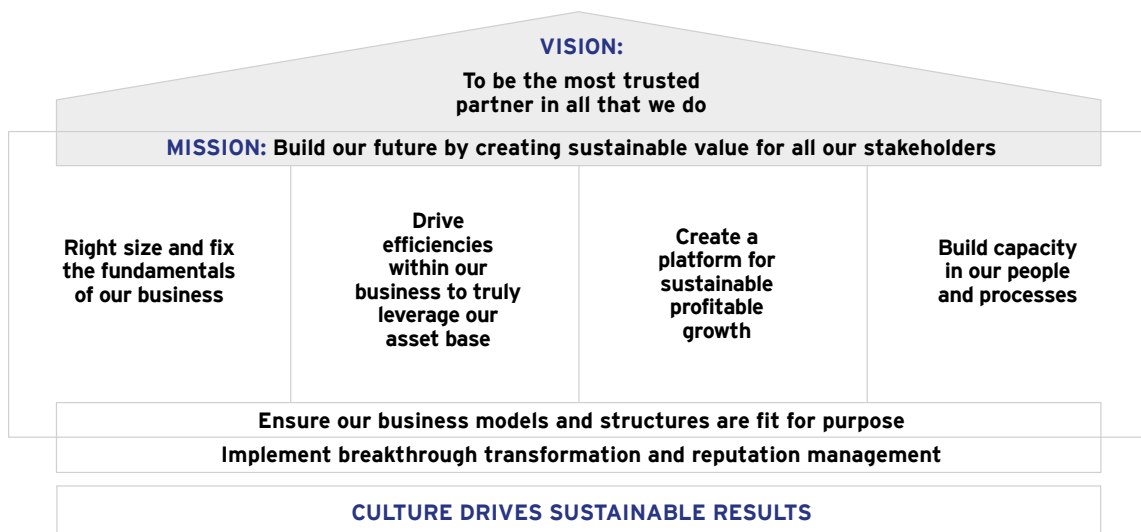 VISION:
To be the most trusted
partner in all that we do
MISSION: Build our future by creating sustainable value for all our stakeholders
Right size and fix
the fundamentals
of our business
Drive
efficiencies
within our
business to truly
leverage our
asset base
Create a
platform for
sustainable
profitable
growth
Build capacity
in our people
and processes
Ensure our business models and structures are fit for purpose
Implement breakthrough transformation and reputation management
CULTURE DRIVES SUSTAINABLE RESULTS